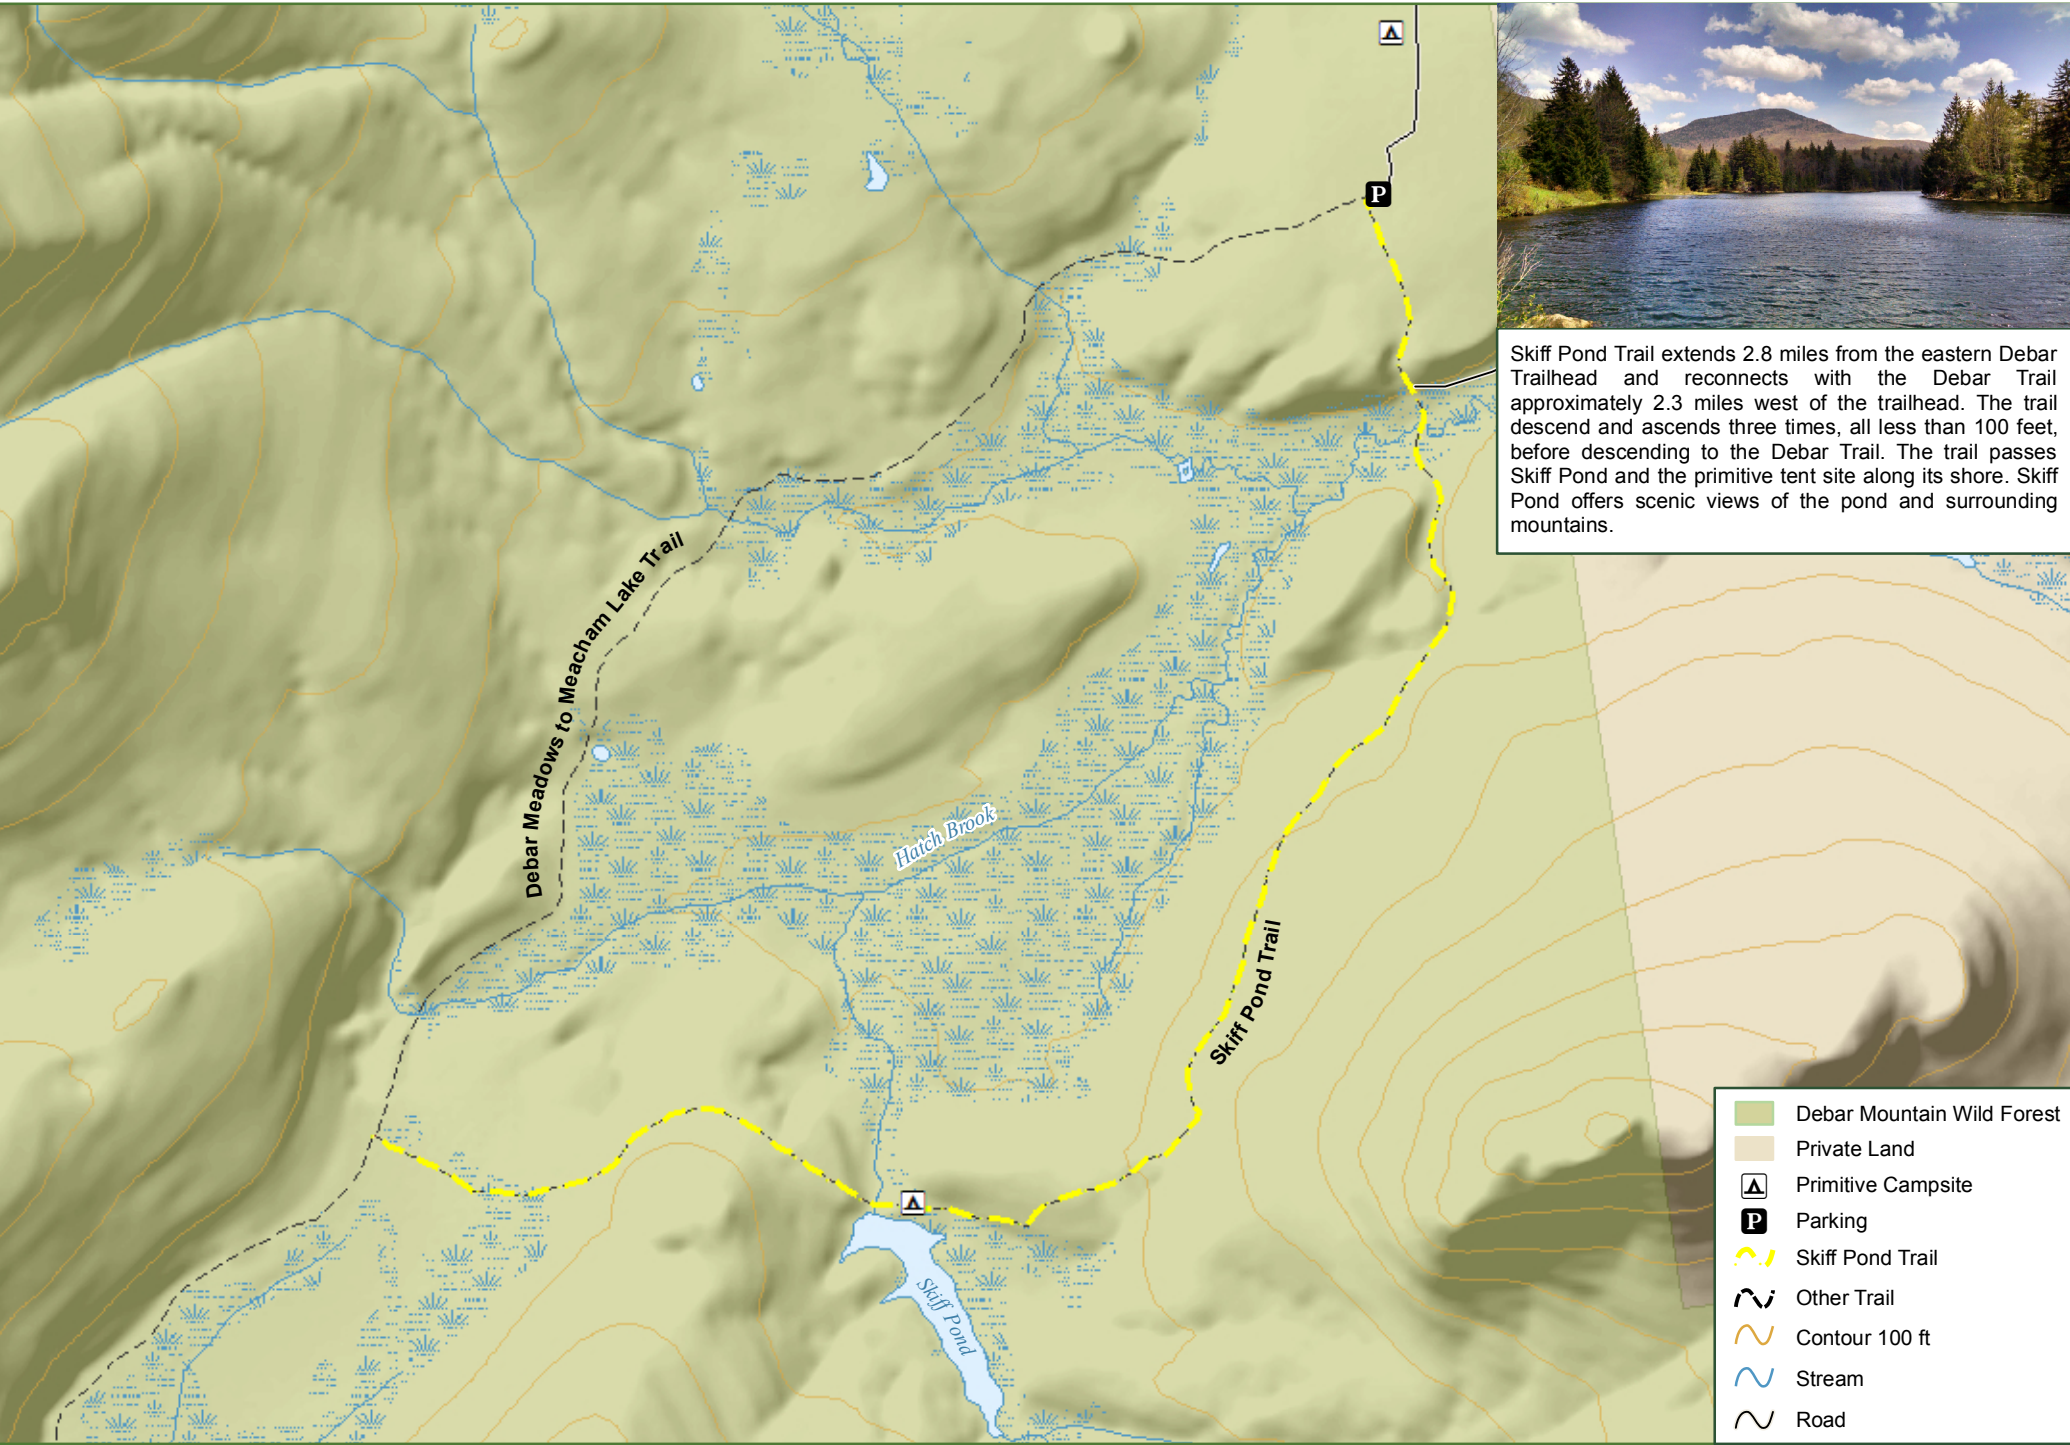 P
Skiff Pond Trail extends 2.8 miles from the eastern Debar
Trailhead and reconnects with the Debar Trail
approximately 2.3 miles west of the trailhead. The trail
descend and ascends three times, all less than 100 feet,
before descending to the Debar Trail. The trail passes
Skiff Pond and the primitive tent site along its shore. Skiff
Pond offers scenic views of the pond and surrounding
mountains.
Debar Meadows to Meacham Lake Trail
Hatch Brook
Skiff Pond Trail
Skiff Pond
Debar Mountain Wild Forest
Private Land
Primitive Campsite
P Parking
Skiff Pond Trail
Other Trail
Contour 100 ft
Stream
Road